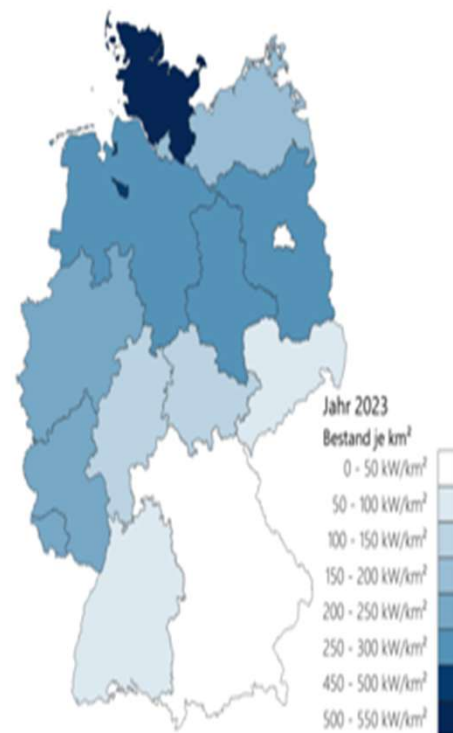 Jahr 2023
Bestand je km²
0 - 50 kW/km²
50 - 100 kW/km²
100 - 150 kW/km²
150 - 200 kW/km²
200 - 250 kW/km²
250 - 300 kW/km²
450 - 500 kW/km²
500 - 550 kW/km²